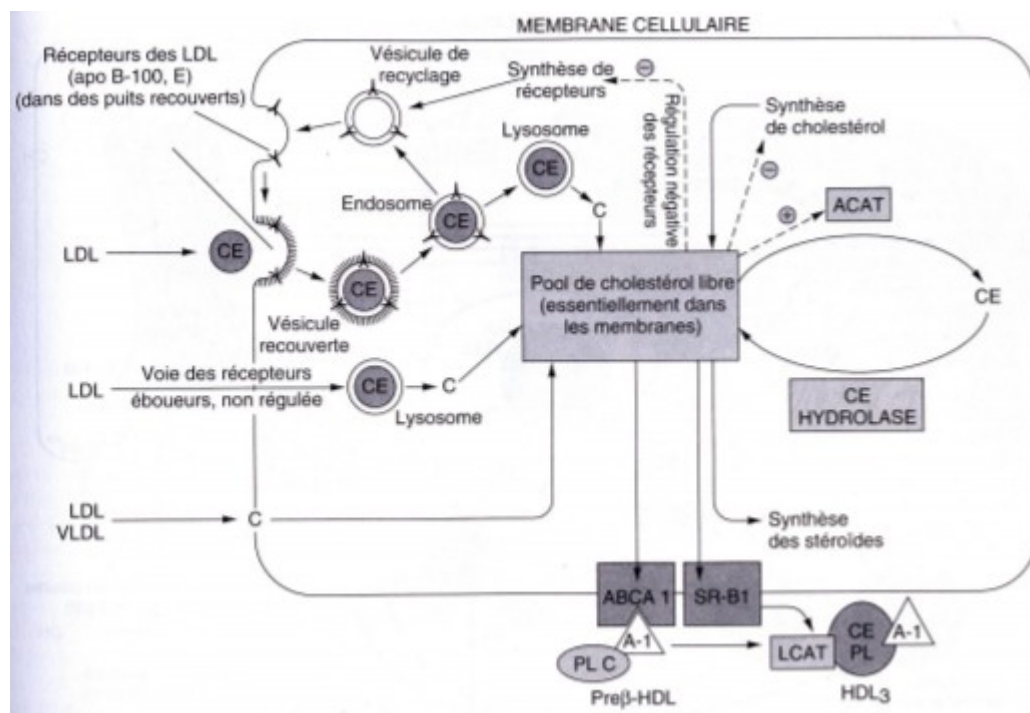 MEMBRANE CELLULAIRE
Récepteurs des LDL
(apo B-100, E)
(dans des puits recouverts)
Vésicule de
recyclage
Synthèse de
récepteurs
⊖
Régulation négative
des récepteurs
Synthèse
de cholestérol
⊖
Lysosome
CE
C
Endosome
CE
⊕
ACAT
LDL
CE
CE
Vésicule
recouverte
Pool de cholestérol libre
(essentiellement dans
les membranes)
CE
CE
HYDROLASE
LDL
Voie des récepteurs
éboueurs, non régulée
CE
C
Lysosome
LDL
VLDL
C
Synthèse
des stéroïdes
ABCA 1
SR-B1
A-1
PL C
Preβ-HDL
LCAT
CE
PL
A-1
HDL3